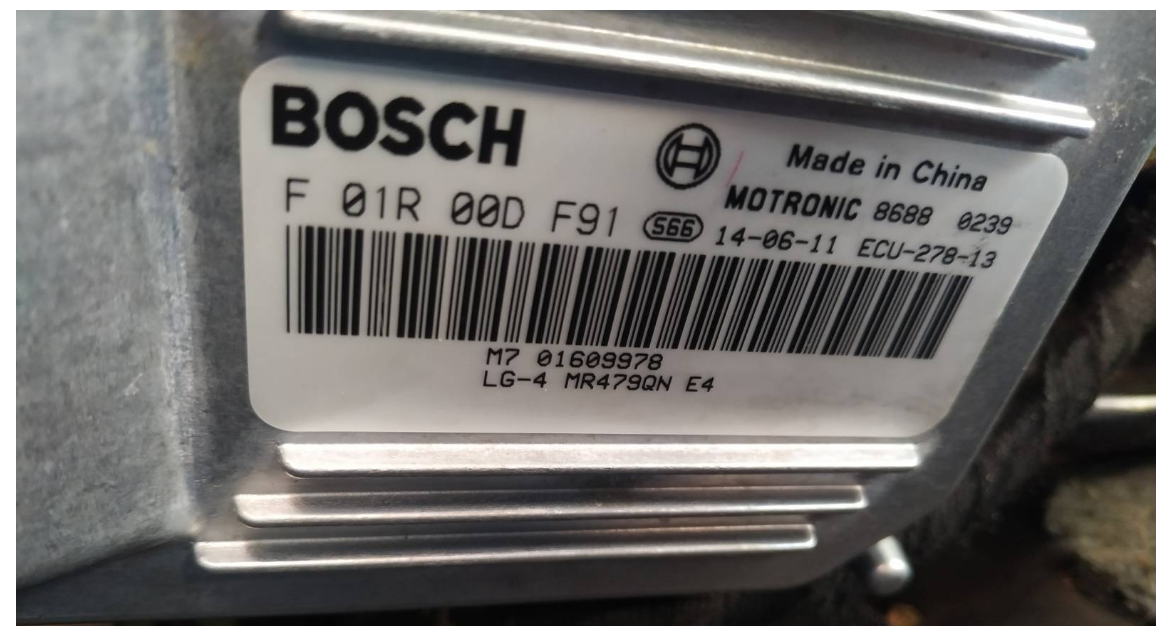 BOSCH
Made in China
F 01R 00D F91
MOTRONIC 8688 0239
S66 14-06-11 ECU-278-13
M7 01609978
LG-4 MR479QN E4